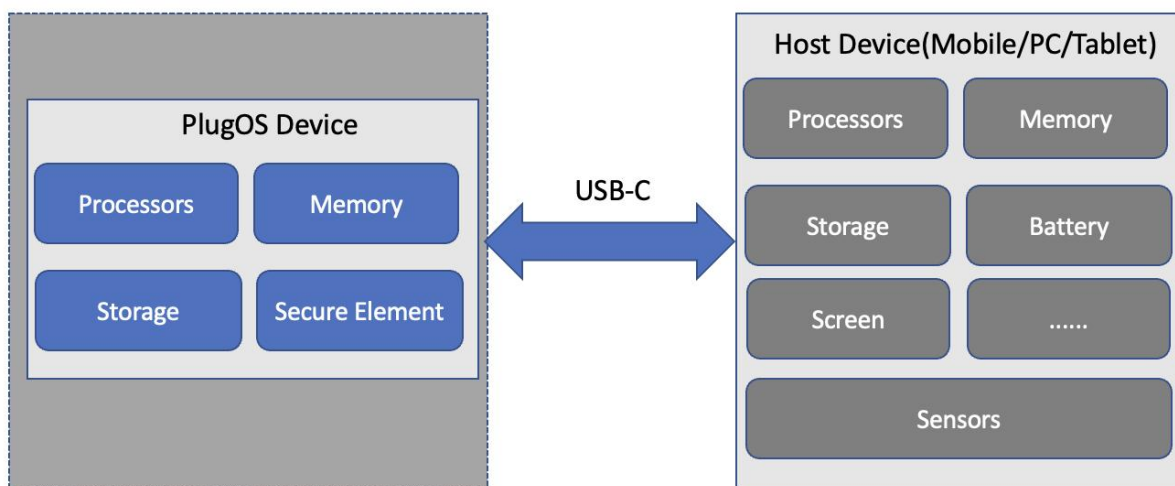 PlugOS Device
Processors
Memory
Storage
Secure Element
USB-C
Host Device(Mobile/PC/Tablet)
Processors
Memory
Storage
Battery
Screen
......
Sensors